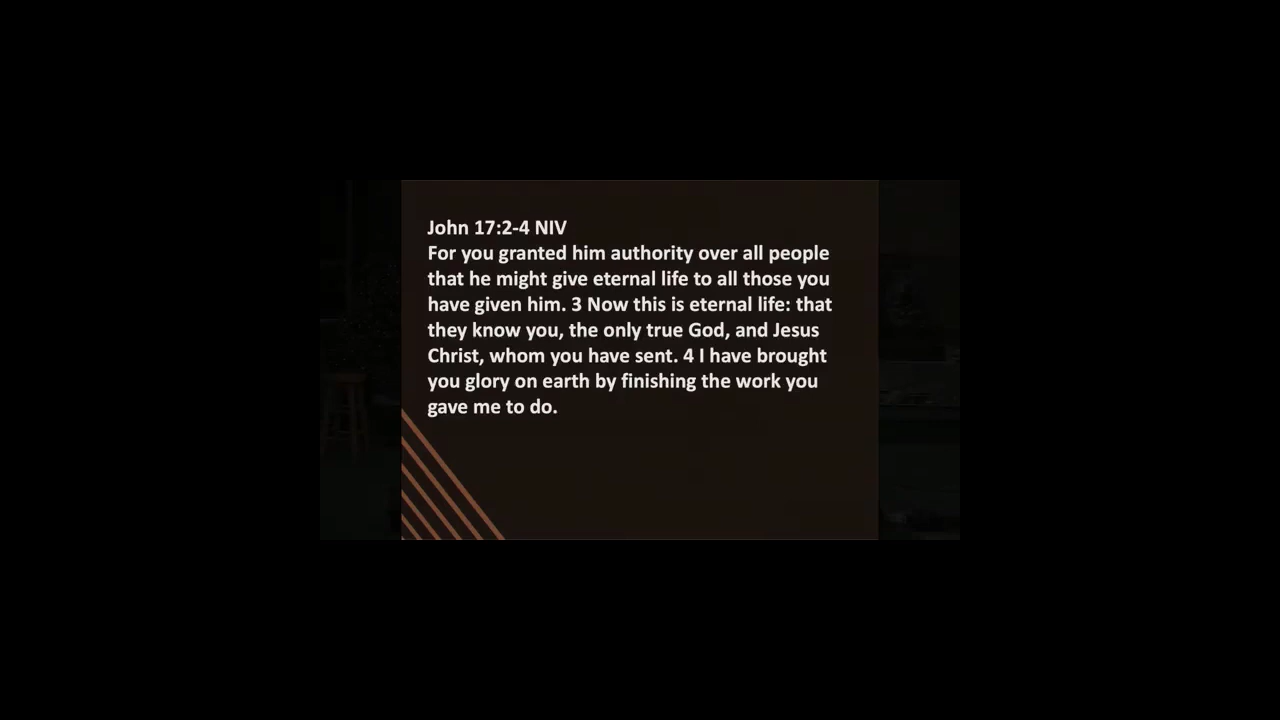 John 17:2-4 NIV
For you granted him authority over all people
that he might give eternal life to all those you
have given him. 3 Now this is eternal life: that
they know you, the only true God, and Jesus
Christ, whom you have sent. 4 I have brought
you glory on earth by finishing the work you
gave me to do.